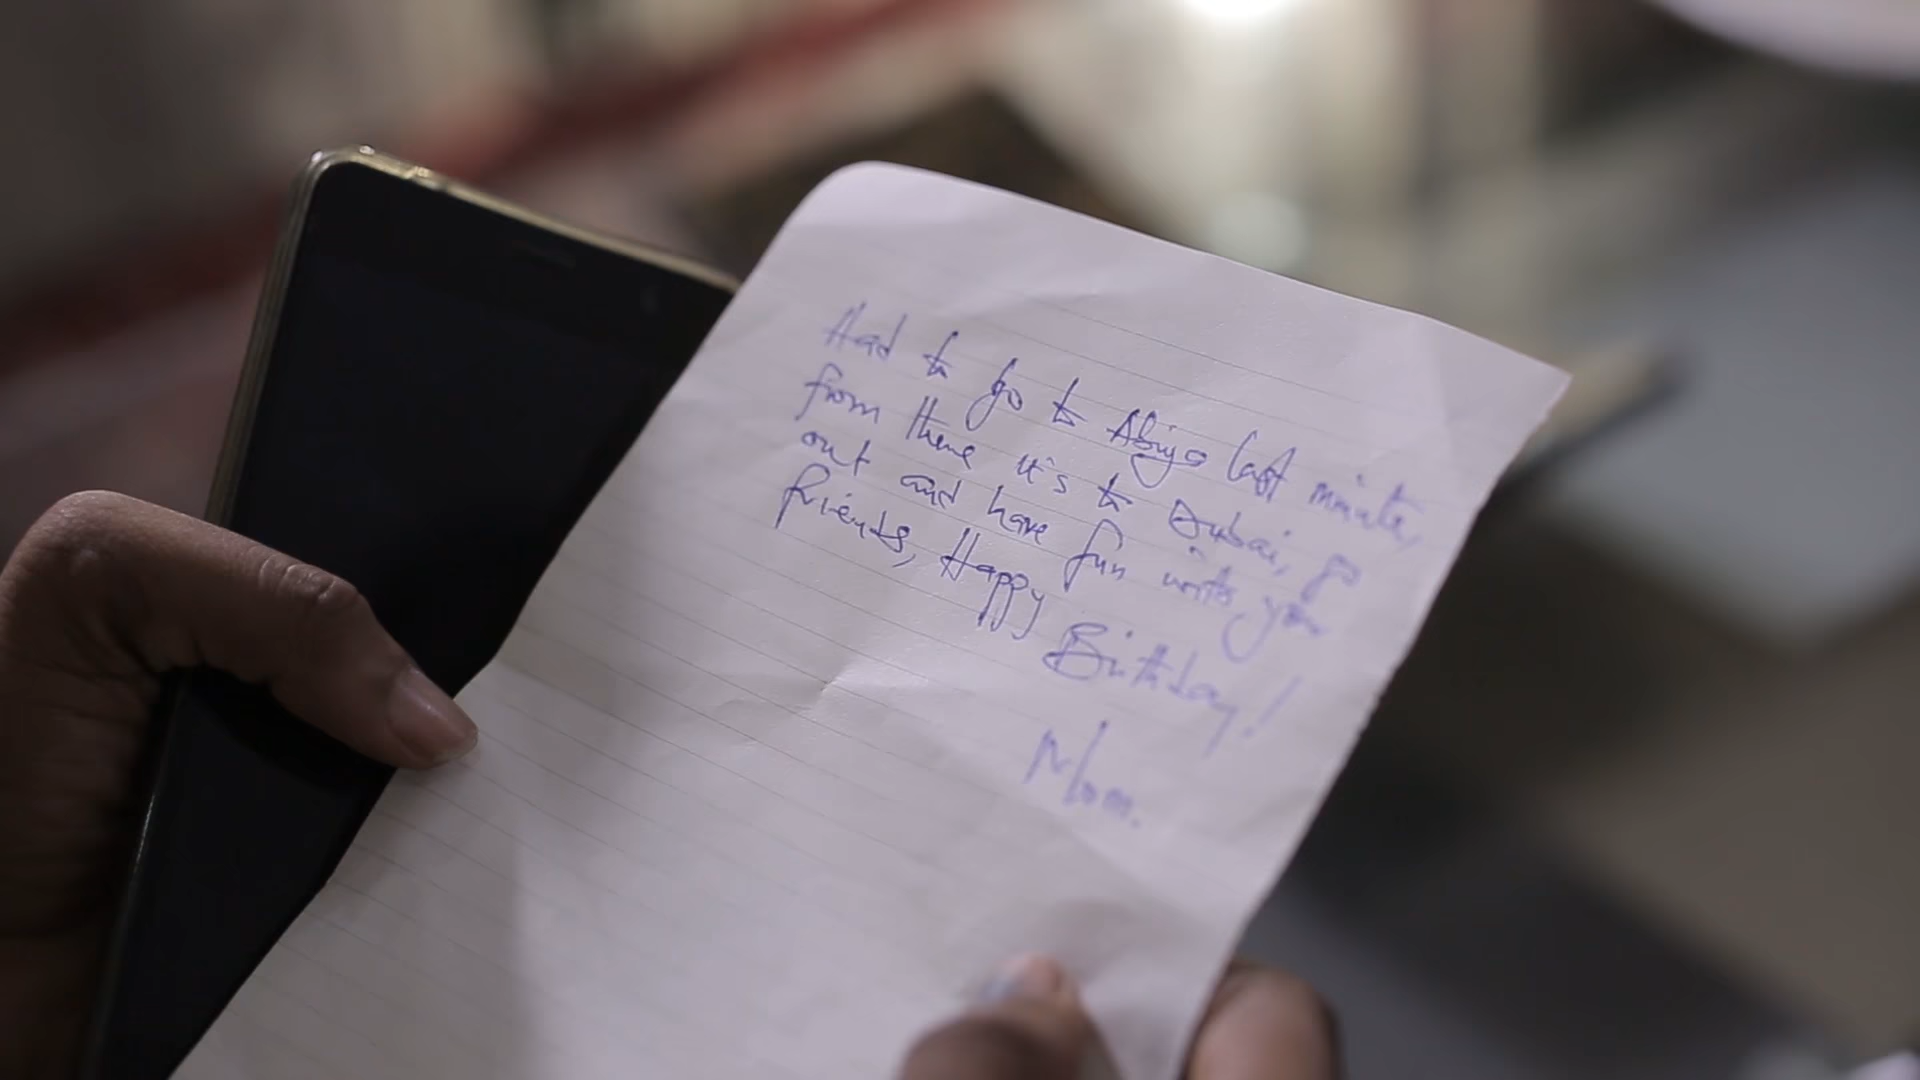 Had to go to Abuja last minute,
from there it's to Dubai, go
out and have fun with your
friends, Happy Birthday!
Mom.